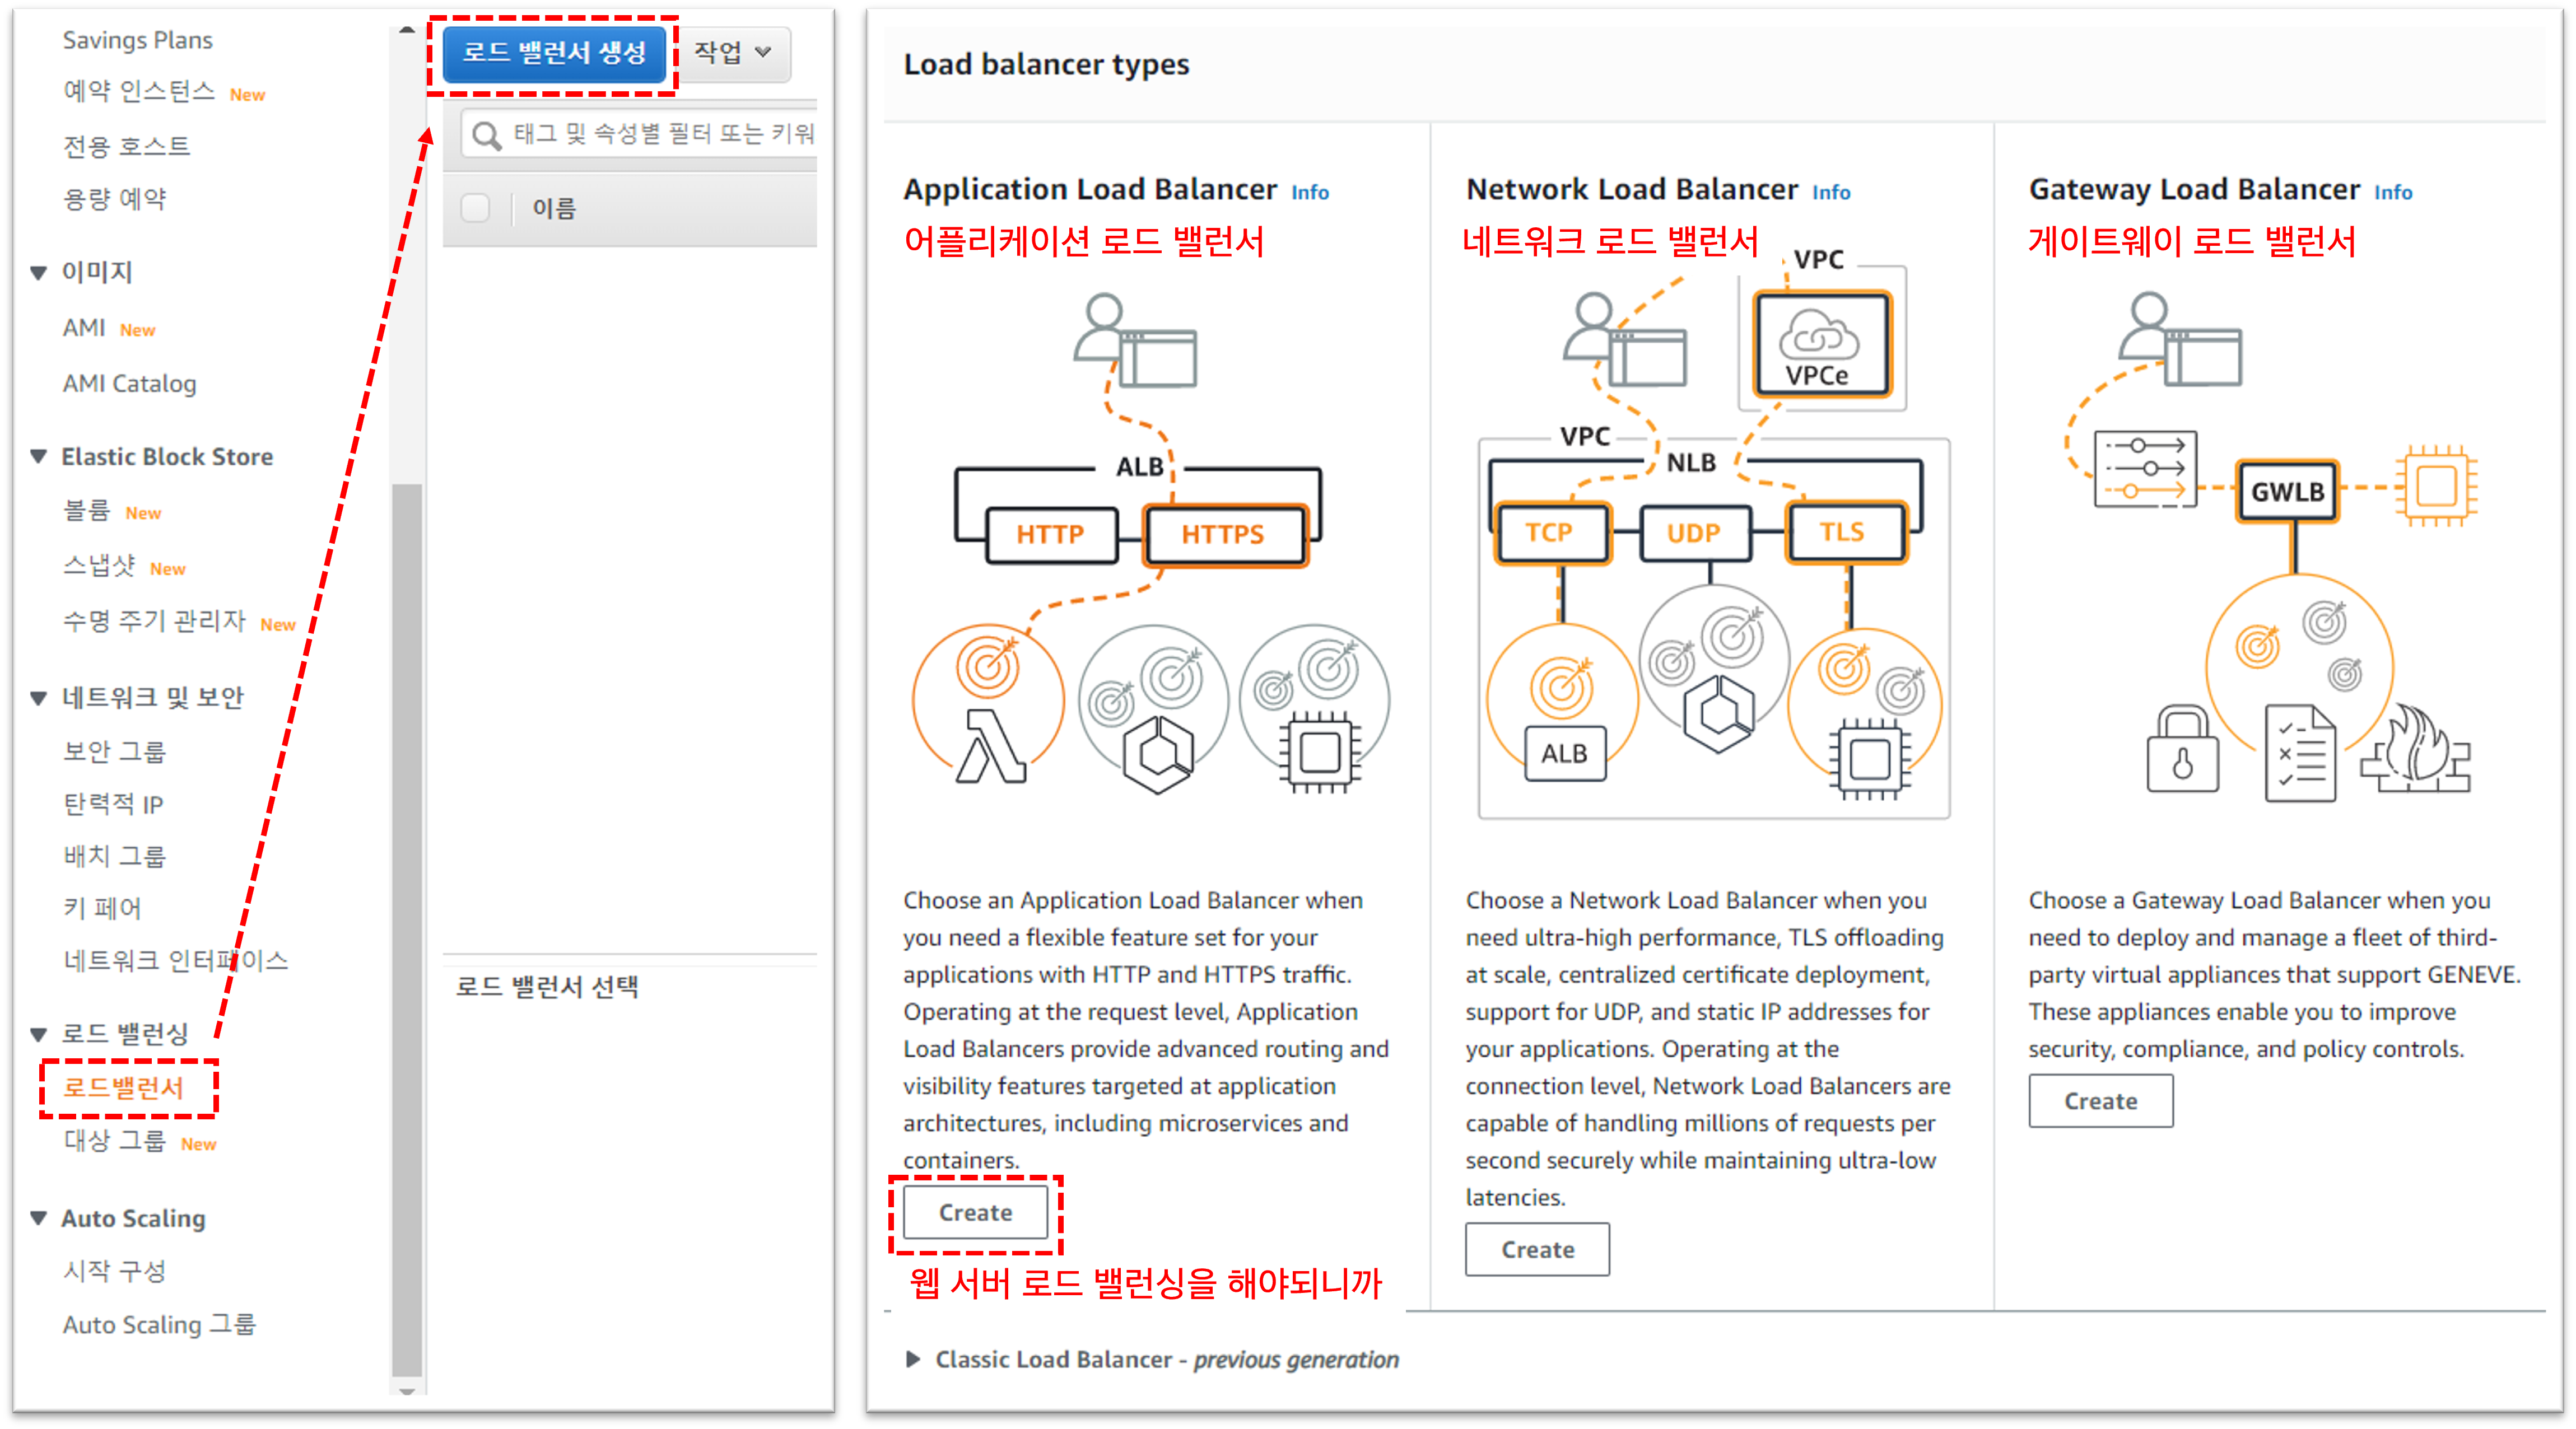 Savings Plans
예약 인스턴스 New
전용 호스트
용량 예약
이미지
AMI New
AMI Catalog
Elastic Block Store
볼륨 New
스냅샷 New
수명 주기 관리자 New
네트워크 및 보안
보안 그룹
탄력적 IP
배치 그룹
키 페어
네트워크 인터페이스
로드 밸런싱
로드밸런서
대상 그룹 New
Auto Scaling
시작 구성
Auto Scaling 그룹
로드 밸런서 생성 작업
태그 및 속성별 필터 또는 키워
이름
로드 밸런서 선택
Load balancer types
Application Load Balancer Info
어플리케이션 로드 밸런서
ALB
HTTP HTTPS
Choose an Application Load Balancer when
you need a flexible feature set for your
applications with HTTP and HTTPS traffic.
Operating at the request level, Application
Load Balancers provide advanced routing and
visibility features targeted at application
architectures, including microservices and
containers.
Create
웹 서버 로드 밸런싱을 해야되니까
Network Load Balancer Info
네트워크 로드 밸런서
VPC
VPCe
VPC
NLB
TCP UDP TLS
ALB
Choose a Network Load Balancer when you
need ultra-high performance, TLS offloading
at scale, centralized certificate deployment,
support for UDP, and static IP addresses for
your applications. Operating at the
connection level, Network Load Balancers are
capable of handling millions of requests per
second securely while maintaining ultra-low
latencies.
Create
Gateway Load Balancer Info
게이트웨이 로드 밸런서
GWLB
Choose a Gateway Load Balancer when you
need to deploy and manage a fleet of third-
party virtual appliances that support GENEVE.
These appliances enable you to improve
security, compliance, and policy controls.
Create
Classic Load Balancer - previous generation